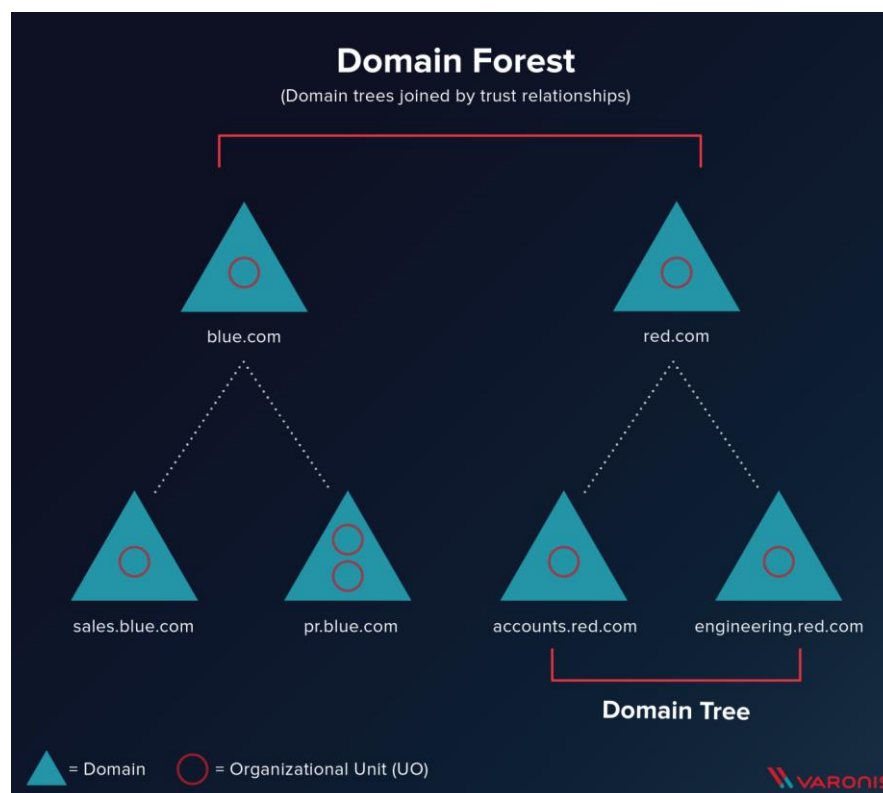 Domain Forest
(Domain trees joined by trust relationships)
blue.com
red.com
sales.blue.com
pr.blue.com
accounts.red.com
engineering.red.com
Domain Tree
= Domain
= Organizational Unit (UO)
VARONIS